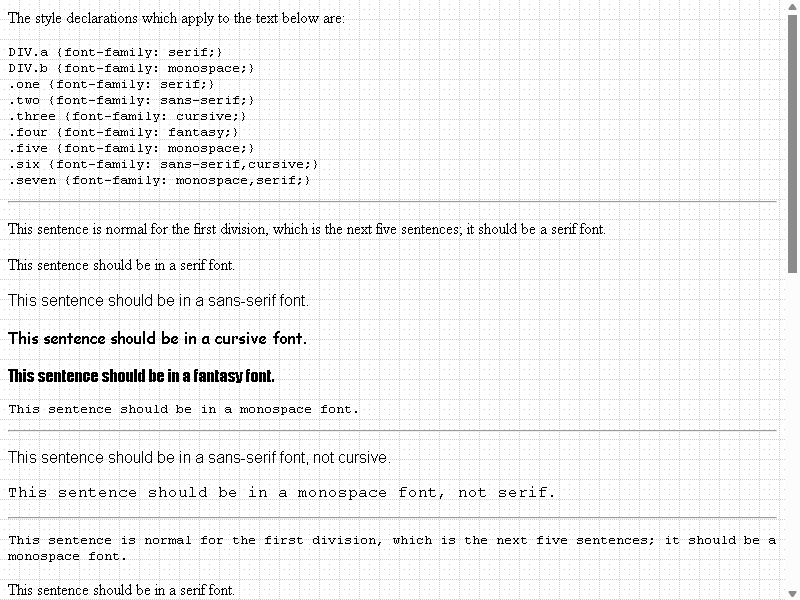 The style declarations which apply to the text below are:
DIV.a {font-family: serif;}
DIV.b {font-family: monospace;}
.one {font-family: serif;}
.two {font-family: sans-serif;}
.three {font-family: cursive;}
.four {font-family: fantasy;}
.five {font-family: monospace;}
.six {font-family: sans-serif,cursive;}
.seven {font-family: monospace,serif;}
This sentence is normal for the first division, which is the next five sentences; it should be a serif font.
This sentence should be in a serif font.
This sentence should be in a sans-serif font.
This sentence should be in a cursive font.
This sentence should be in a fantasy font.
This sentence should be in a monospace font.
This sentence should be in a sans-serif font, not cursive.
This sentence should be in a monospace font, not serif.
This sentence is normal for the first division, which is the next five sentences; it should be a
monospace font.
This sentence should be in a serif font.